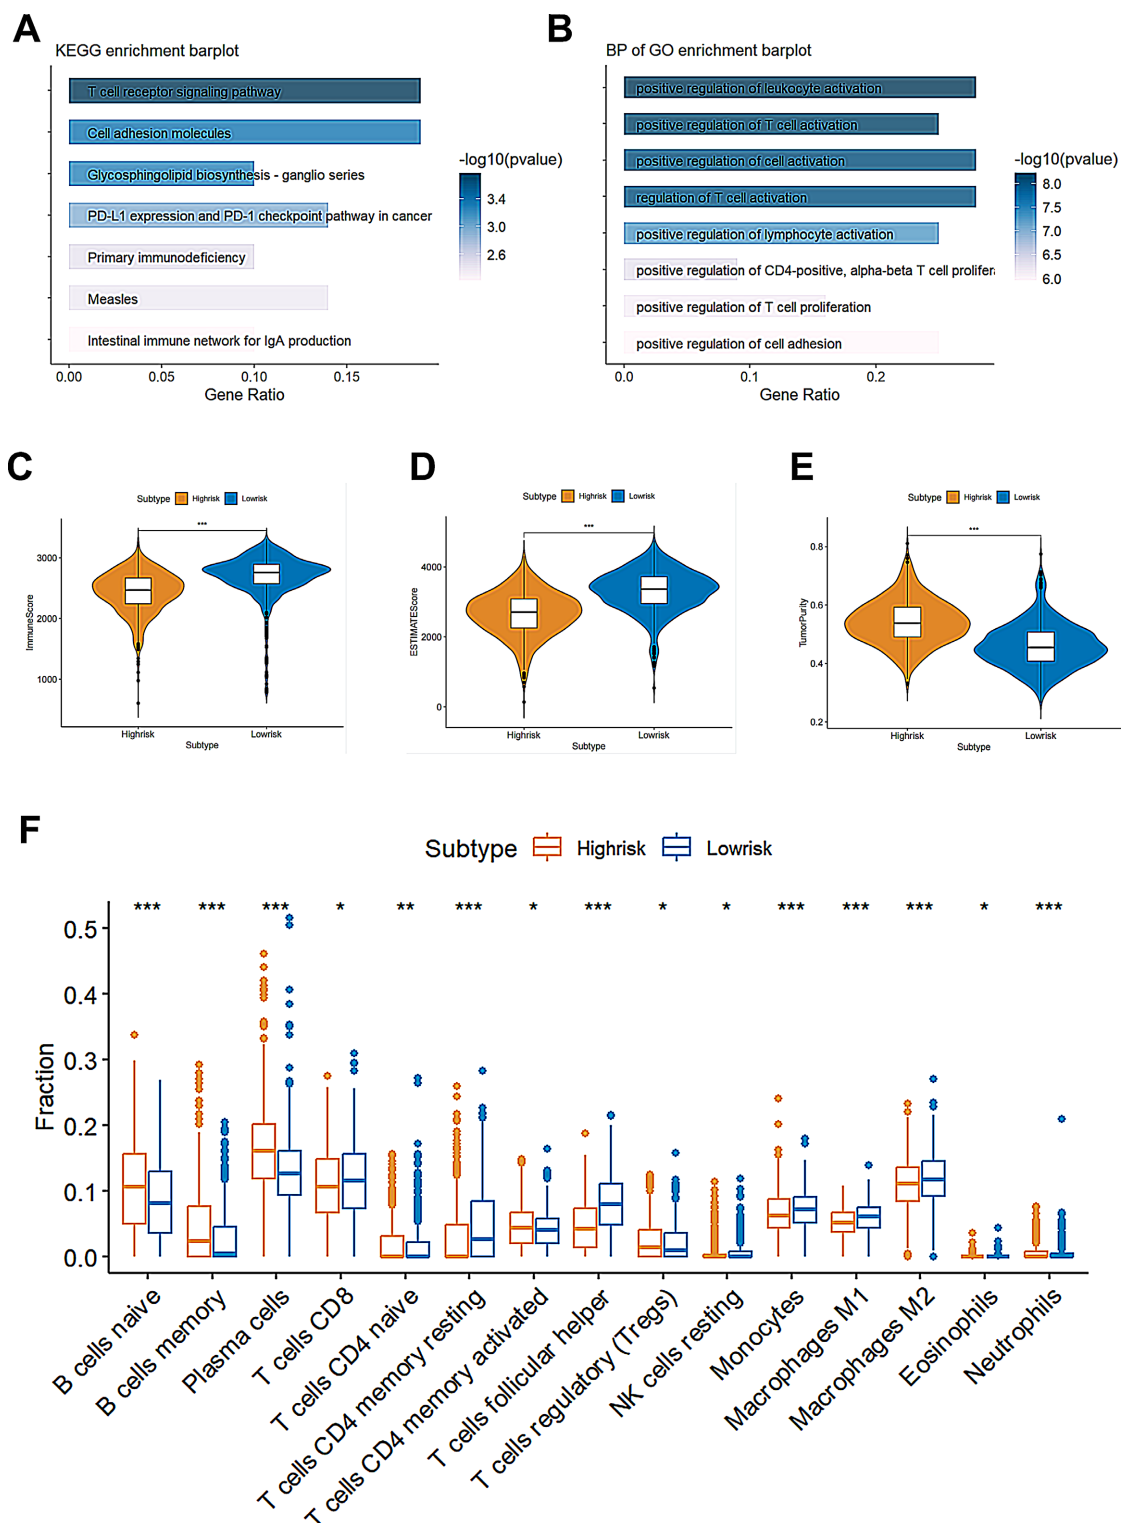 A
KEGG enrichment barplot
T cell receptor signaling pathway
Cell adhesion molecules
Glycosphingolipid biosynthesis - ganglio series
PD-L1 expression and PD-1 checkpoint pathway in cancer
Primary immunodeficiency
Measles
Intestinal immune network for IgA production
0.00 0.05 0.10 0.15
Gene Ratio
-log10(pvalue)
3.4
3.0
2.6
B
BP of GO enrichment barplot
positive regulation of leukocyte activation
positive regulation of T cell activation
positive regulation of cell activation
regulation of T cell activation
positive regulation of lymphocyte activation
positive regulation of CD4-positive, alpha-beta T cell prolifera
positive regulation of T cell proliferation
positive regulation of cell adhesion
0.0 0.1 0.2
Gene Ratio
-log10(pvalue)
8.0
7.5
7.0
6.5
6.0
C
Subtype Highrisk Lowrisk
***
ImmuneScore
3000
2000
1000
Highrisk Lowrisk
Subtype
D
Subtype Highrisk Lowrisk
***
ESTIMATEScore
4000
2000
0
Highrisk Lowrisk
Subtype
E
Subtype Highrisk Lowrisk
***
TumorPurity
0.8
0.6
0.4
0.2
Highrisk Lowrisk
Subtype
F
Subtype Highrisk Lowrisk
*** *** *** * ** *** * *** * * *** *** *** * ***
Fraction
0.5
0.4
0.3
0.2
0.1
0.0
B cells naive
B cells memory
Plasma cells
T cells CD8
T cells CD4 naive
T cells CD4 memory resting
T cells CD4 memory activated
T cells follicular helper
T cells regulatory (Tregs)
NK cells resting
Monocytes
Macrophages M1
Macrophages M2
Eosinophils
Neutrophils